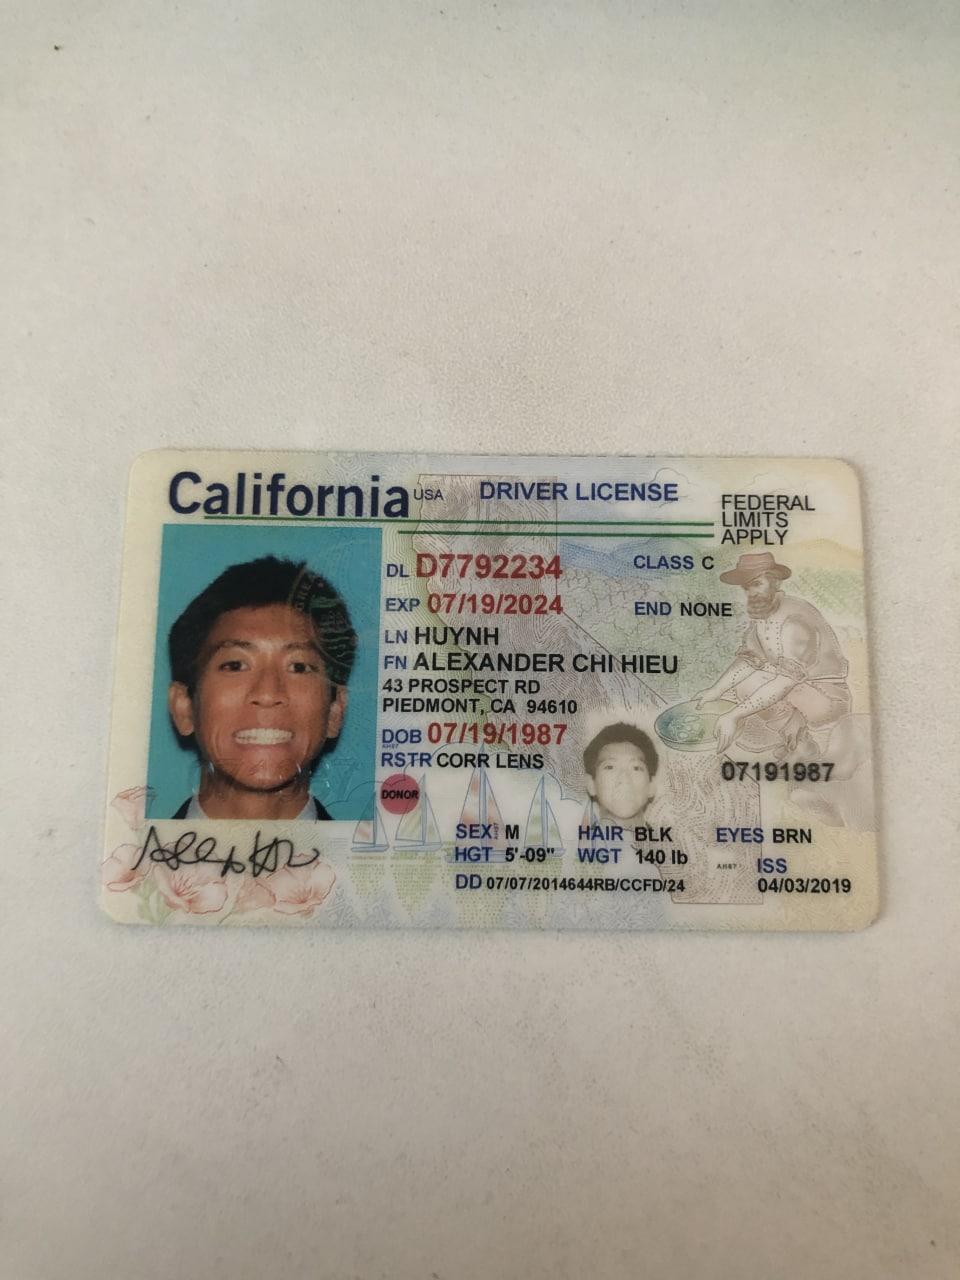 California USA DRIVER LICENSE
FEDERAL
LIMITS
APPLY
DL D7792234 CLASS C
EXP 07/19/2024 END NONE
LN HUYNH
FN ALEXANDER CHI HIEU
43 PROSPECT RD
PIEDMONT, CA 94610
DOB 07/19/1987
AH87
RSTR CORR LENS
07191987
DONOR
SEX M HAIR BLK EYES BRN
HGT 5'-09" WGT 140 lb
AH87
ISS
DD 07/07/2014644RB/CCFD/24 04/03/2019